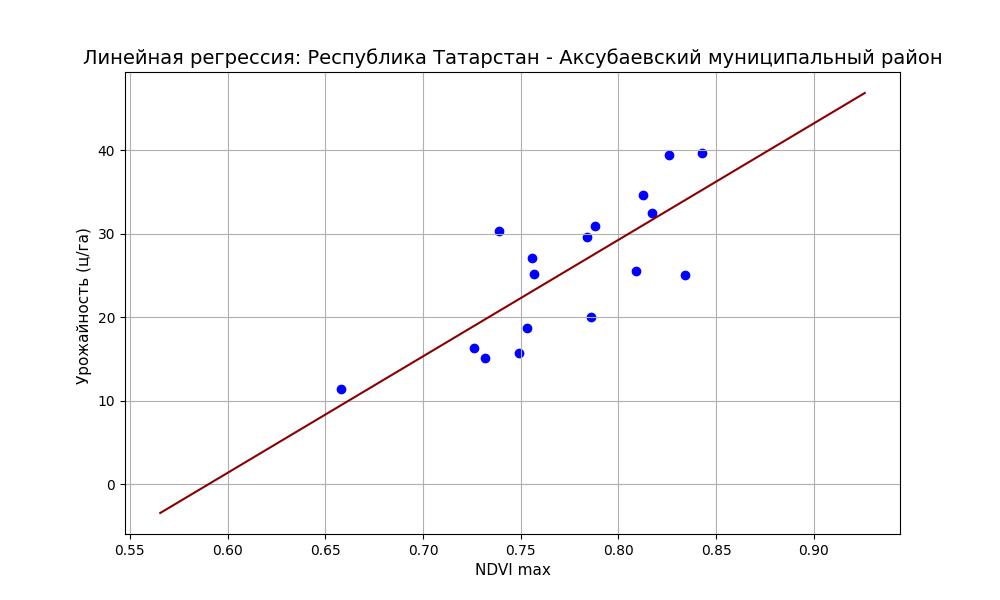 Линейная регрессия: Республика Татарстан - Аксубаевский муниципальный район
Урожайность (ц/га)
40
30
20
10
0
0.55 0.60 0.65 0.70 0.75 0.80 0.85 0.90
NDVI max